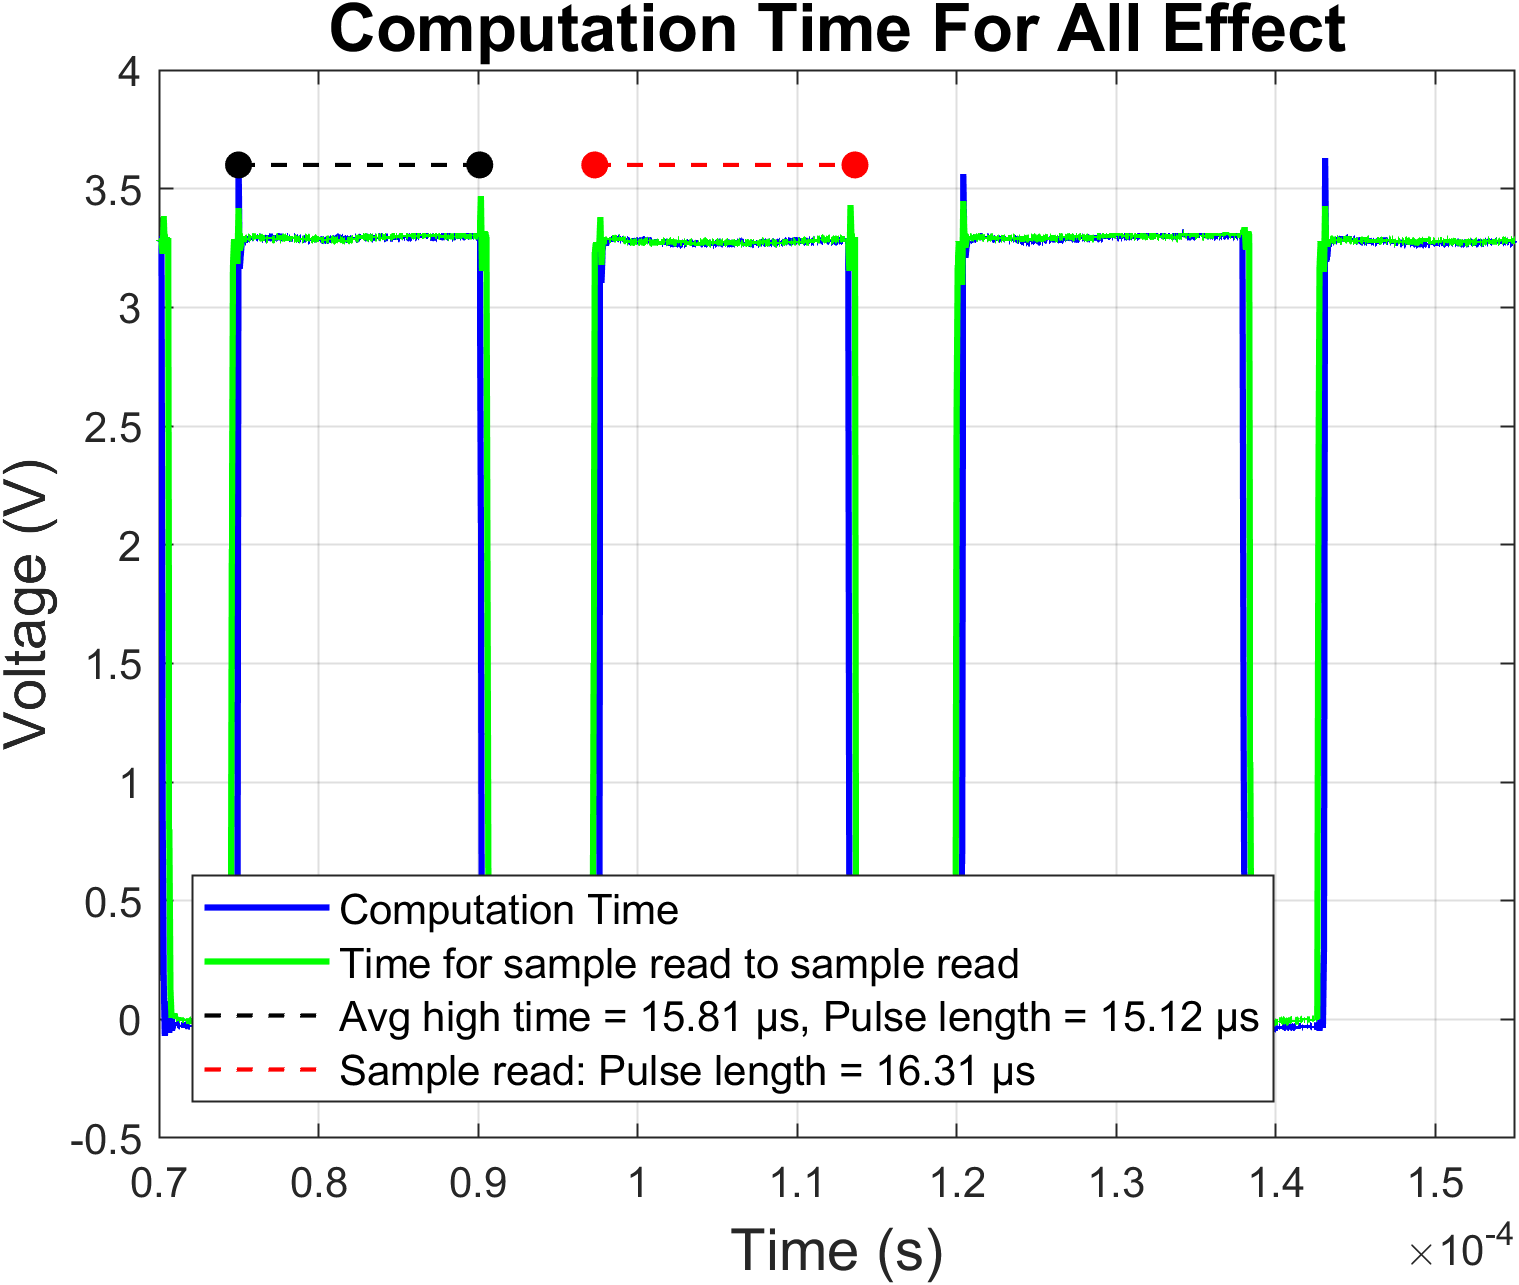 Computation Time For All Effect
4
3.5
3
2.5
2
1.5
1
0.5
0
-0.5
Voltage (V)
Computation Time
Time for sample read to sample read
Avg high time = 15.81 µs, Pulse length = 15.12 µs
Sample read: Pulse length = 16.31 µs
0.7 0.8 0.9 1 1.1 1.2 1.3 1.4 1.5
Time (s)
×10-4